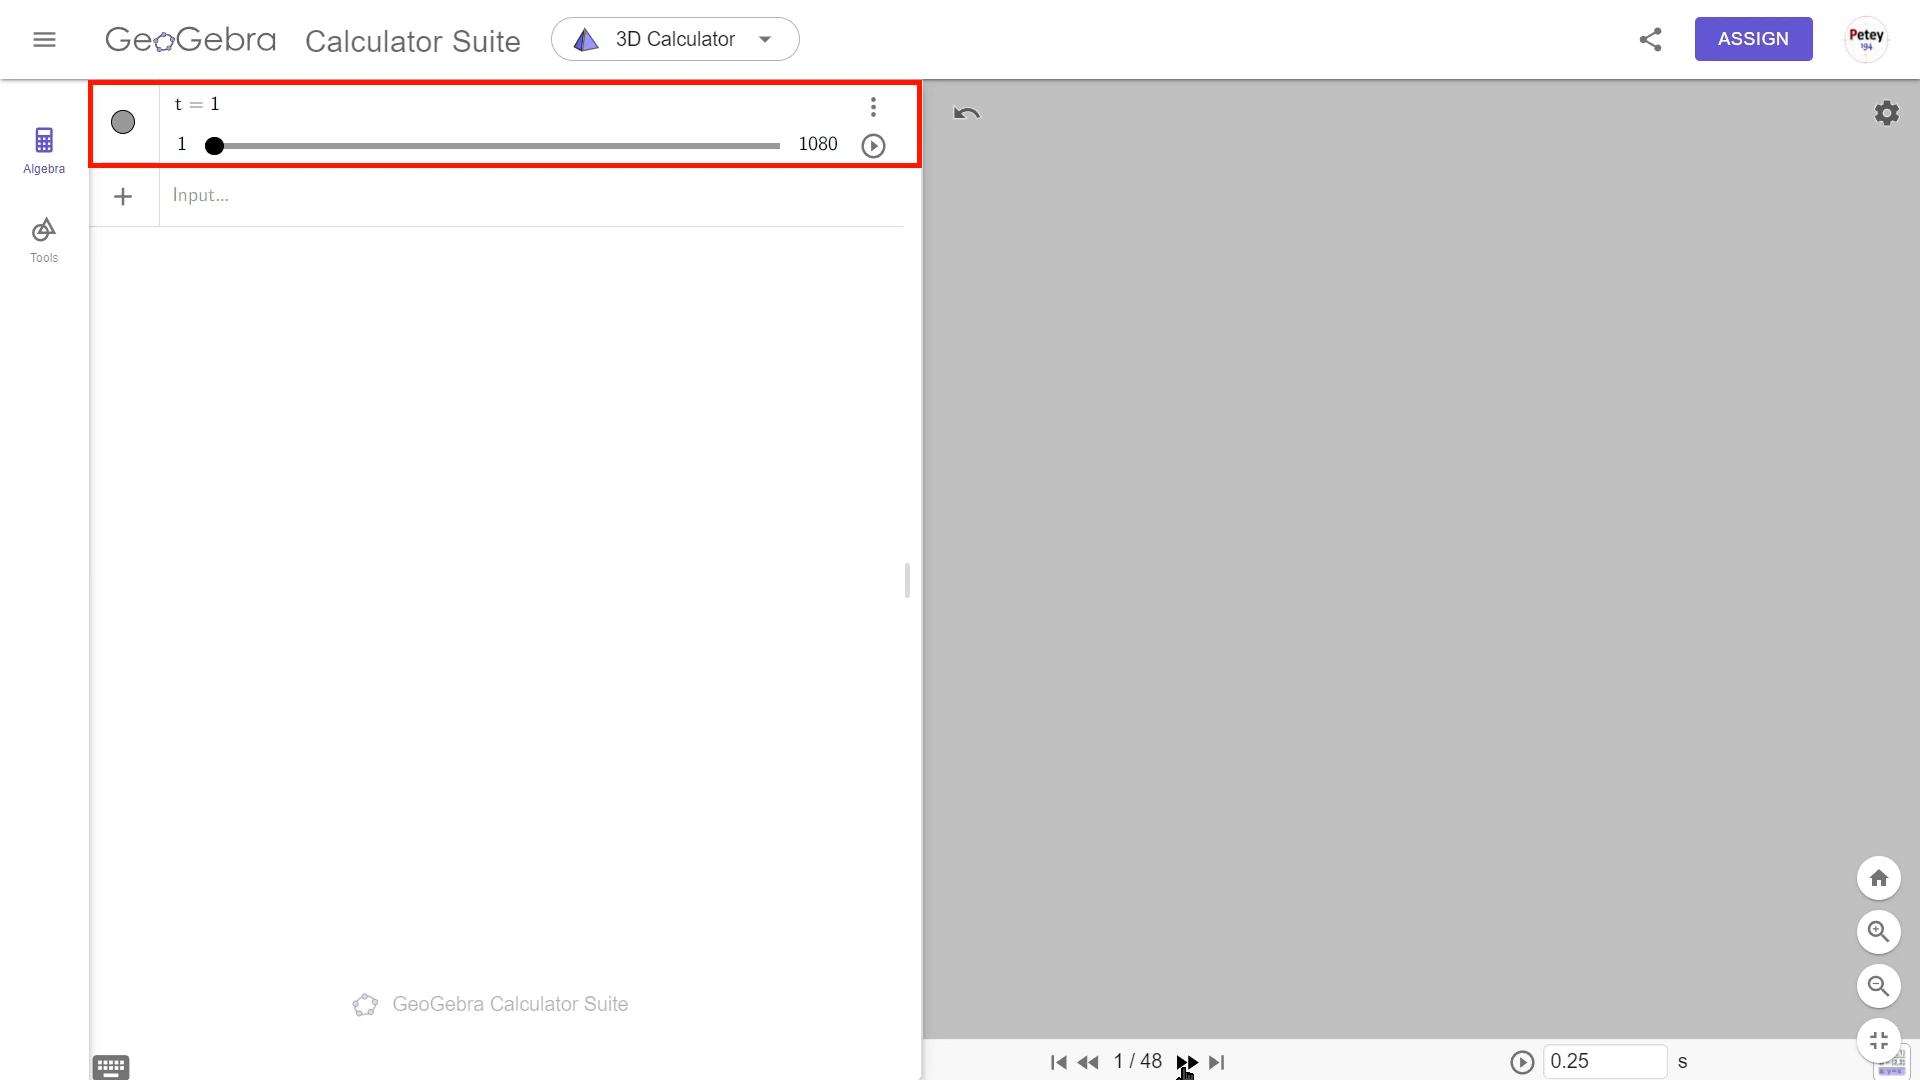 GeoGebra Calculator Suite 3D Calculator ASSIGN Petey
194
t = 1
1 1080
Algebra
Input...
Tools
GeoGebra Calculator Suite
1 / 48 0.25 s